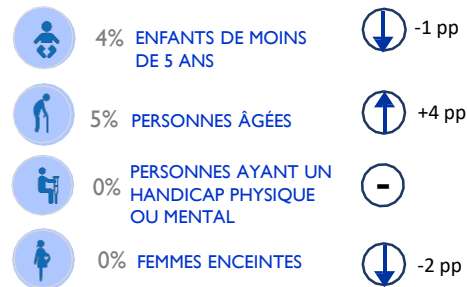 4% ENFANTS DE MOINS
DE 5 ANS
-1 pp
5% PERSONNES ÂGÉES
+4 pp
0% PERSONNES AYANT UN
HANDICAP PHYSIQUE
OU MENTAL
-
0% FEMMES ENCEINTES
-2 pp